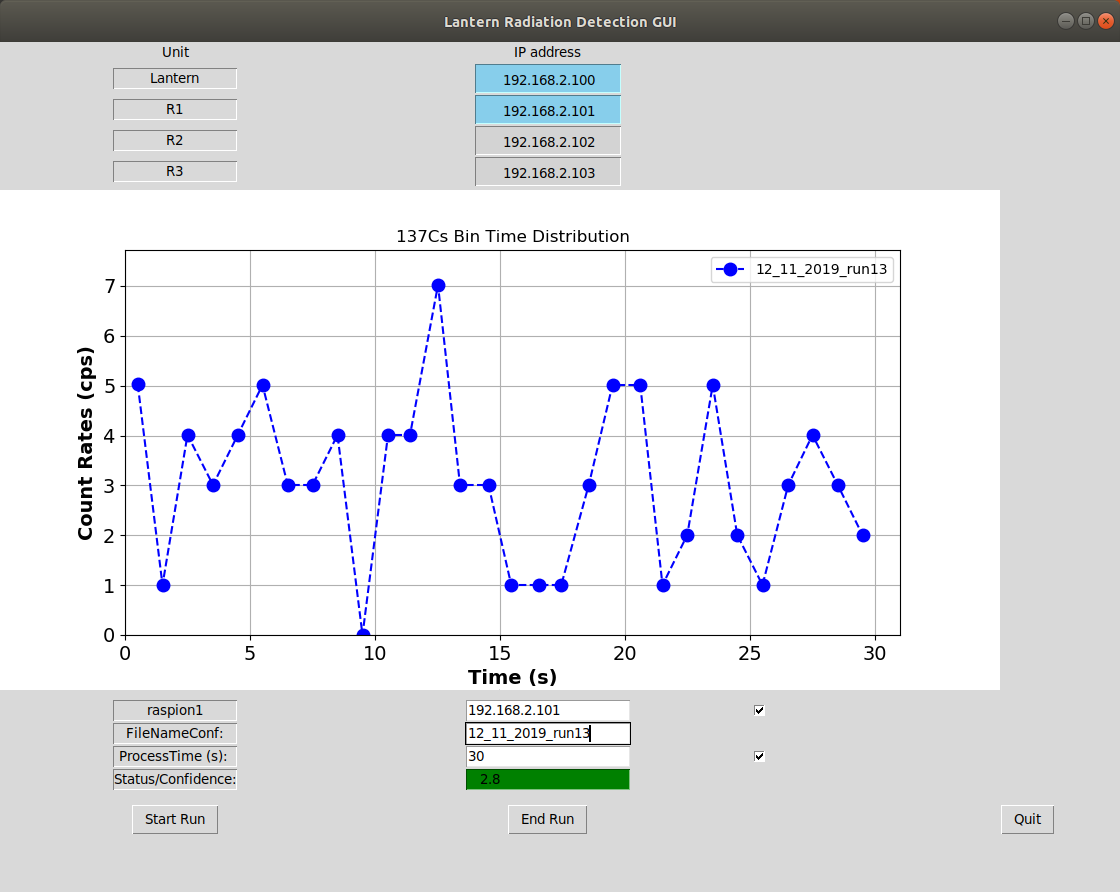 Lantern Radiation Detection GUI
Unit IP address
Lantern 192.168.2.100
R1 192.168.2.101
R2 192.168.2.102
R3 192.168.2.103
137Cs Bin Time Distribution
12_11_2019_run13
7
6
5
4
3
2
1
0
Count Rates (cps)
0 5 10 15 20 25 30
Time (s)
raspion1 192.168.2.101
FileNameConf: 12_11_2019_run13
ProcessTime (s): 30
Status/Confidence: 2.8
Start Run End Run Quit